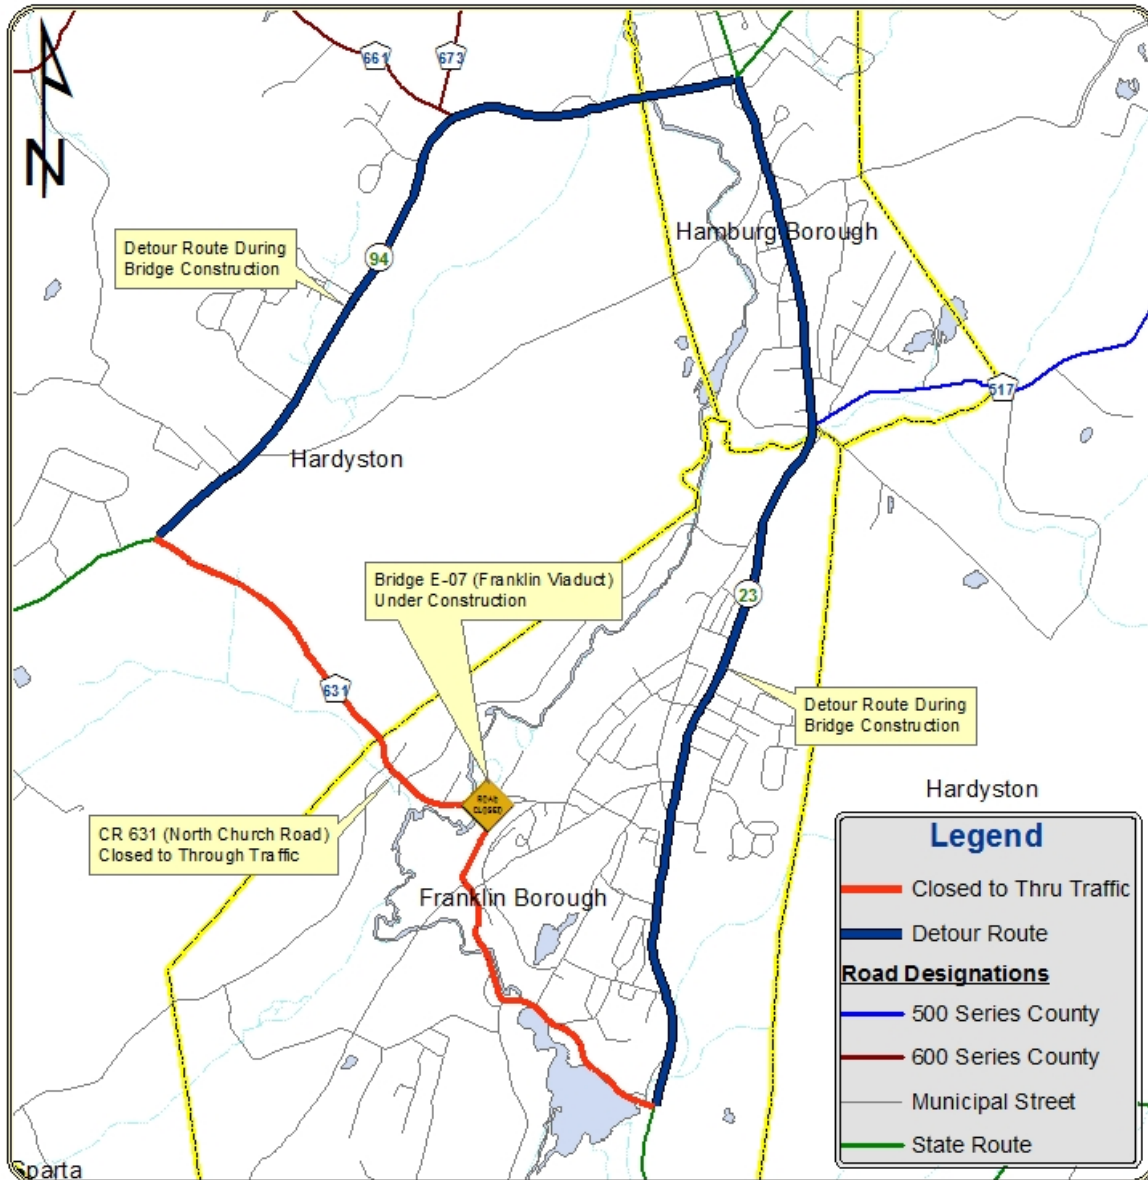 661
673
N
Hamburg Borough
Detour Route During
Bridge Construction
94
517
Hardyston
Bridge E-07 (Franklin Viaduct)
Under Construction
23
631
Detour Route During
Bridge Construction
Hardyston
ROAD
CLOSED
CR 631 (North Church Road)
Closed to Through Traffic
Franklin Borough
Legend
Closed to Thru Traffic
Detour Route
Road Designations
500 Series County
600 Series County
Municipal Street
State Route
Sparta